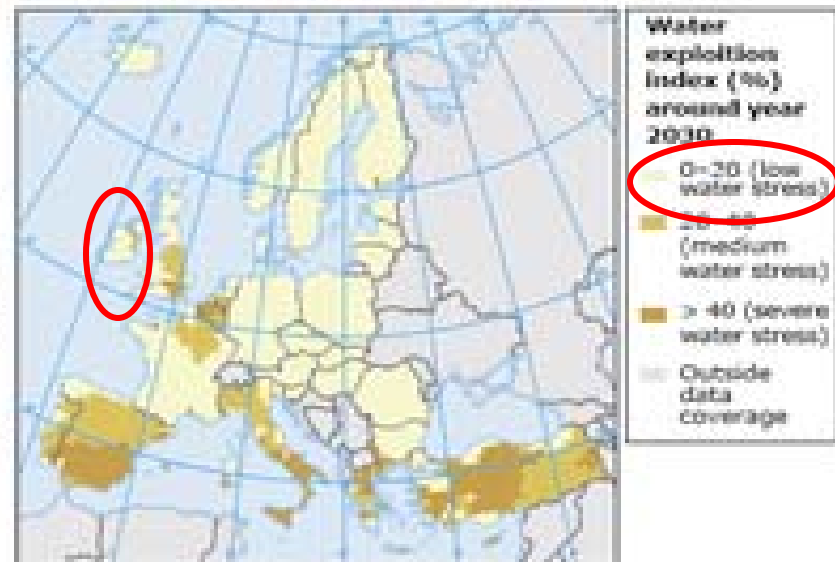 Water
exploition
index (%)
around year
2030
0-20 (low
water stress)
20-40
(medium
water stress)
> 40 (severe
water stress)
Outside
data
coverage